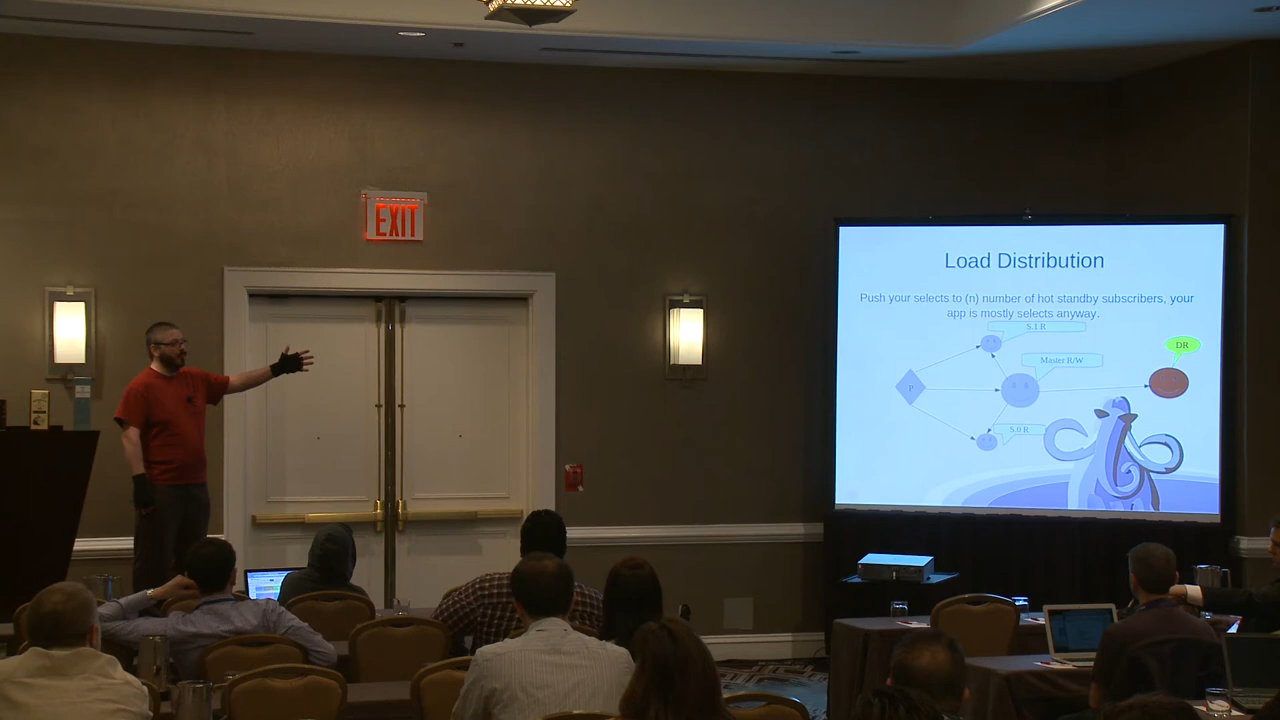 EXIT
Load Distribution
Push your selects to (n) number of hot standby subscribers, your
app is mostly selects anyway.
S.1 R
Master R/W
DR
P
S.0 R